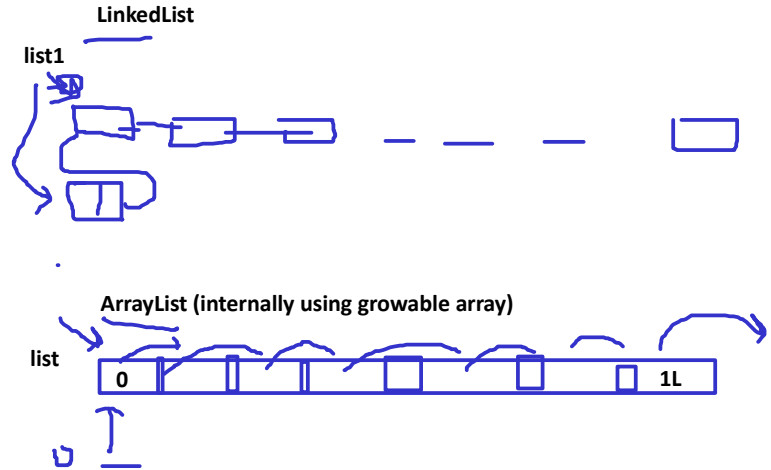 LinkedList
list1
ArrayList (internally using growable array)
list
0
1L